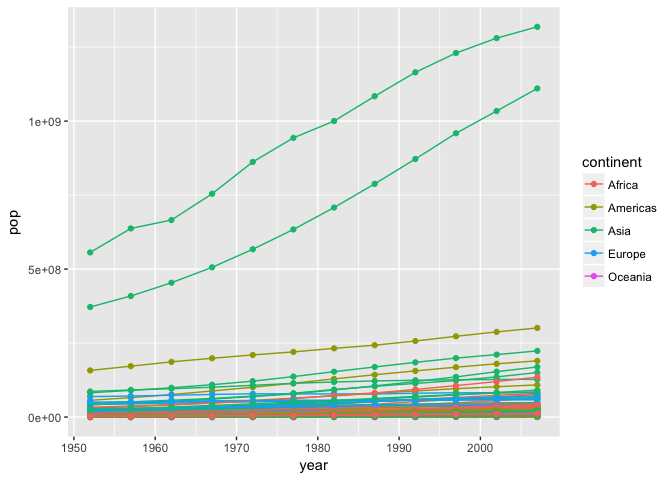 1e+09
5e+08
0e+00
pop
1950
1960
1970
1980
1990
2000
year
continent
Africa
Americas
Asia
Europe
Oceania